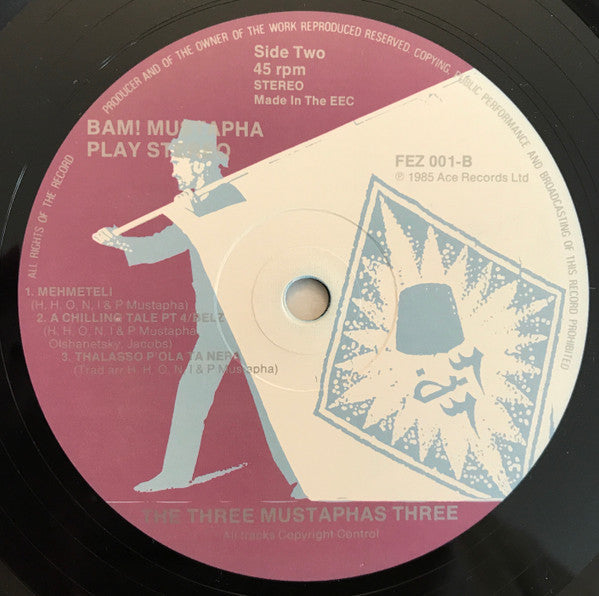 ALL RIGHTS OF THE RECORD PRODUCER AND OF THE OWNER OF THE WORK REPRODUCED RESERVED. COPYING, PUBLIC PERFORMANCE AND BROADCASTING OF THIS RECORD PROHIBITED
Side Two
45 rpm
STEREO
Made In The EEC
BAM! MUSTAPHA
PLAY STEREO
FEZ 001-B
℗ 1985 Ace Records Ltd
1. MEHMETELI
(H. H. O. N. I & P Mustapha)
2. A CHILLING TALE PT 4/BELZ
(H. H. O. N. I & P Mustapha
Olshanetsky, Jacobs)
3. THALASSO P'OLA TA NERA
(Trad arr H. H. O. N. I & P Mustapha)
THE THREE MUSTAPHAS THREE
All tracks Copyright Control